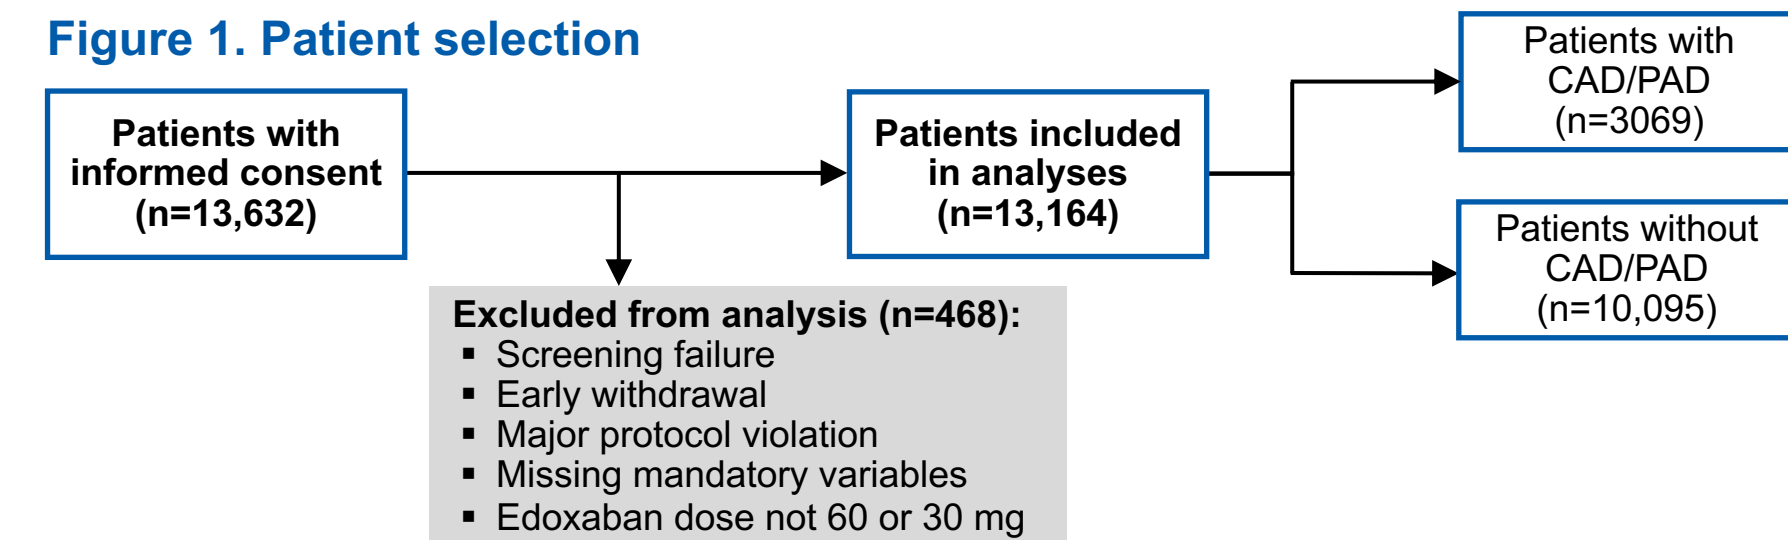 Figure 1. Patient selection
Patients with
informed consent
(n=13,632)
Excluded from analysis (n=468):
▪ Screening failure
▪ Early withdrawal
▪ Major protocol violation
▪ Missing mandatory variables
▪ Edoxaban dose not 60 or 30 mg
Patients included
in analyses
(n=13,164)
Patients with
CAD/PAD
(n=3069)
Patients without
CAD/PAD
(n=10,095)